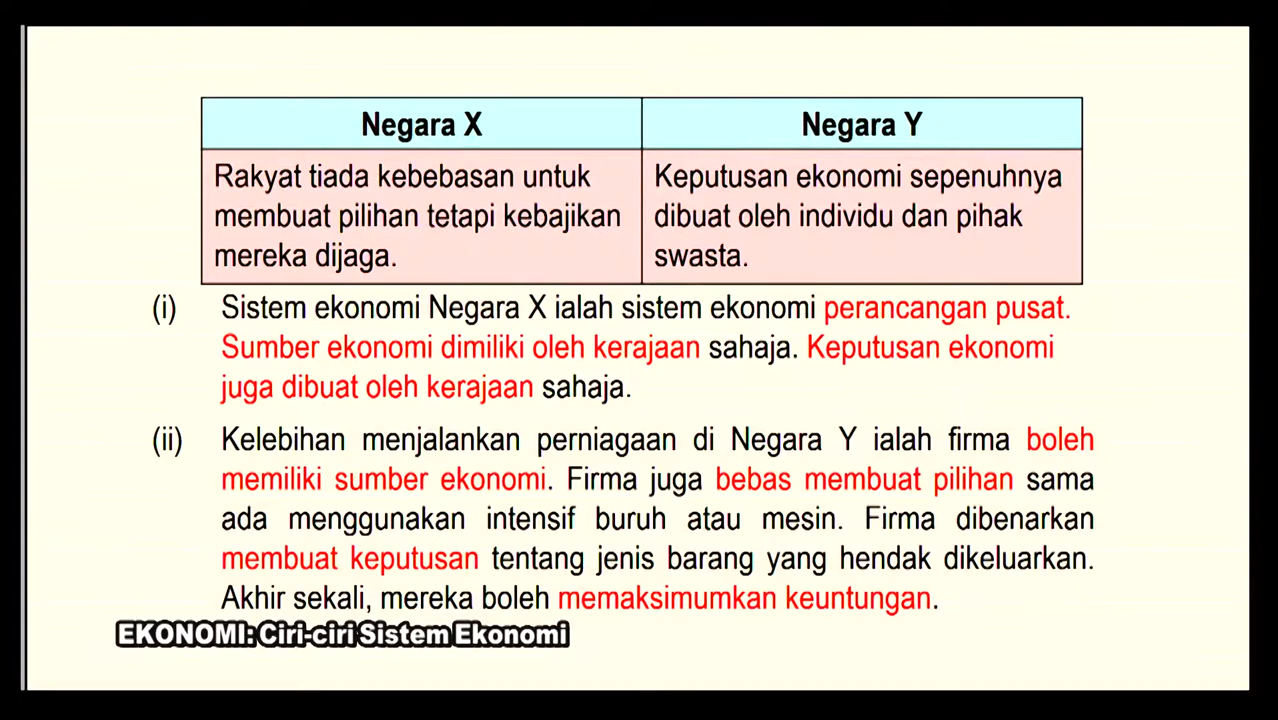 Negara X
Negara Y
Rakyat tiada kebebasan untuk
membuat pilihan tetapi kebajikan
mereka dijaga.
Keputusan ekonomi sepenuhnya
dibuat oleh individu dan pihak
swasta.
(i) Sistem ekonomi Negara X ialah sistem ekonomi perancangan pusat.
Sumber ekonomi dimiliki oleh kerajaan sahaja. Keputusan ekonomi
juga dibuat oleh kerajaan sahaja.
(ii) Kelebihan menjalankan perniagaan di Negara Y ialah firma boleh
memiliki sumber ekonomi. Firma juga bebas membuat pilihan sama
ada menggunakan intensif buruh atau mesin. Firma dibenarkan
membuat keputusan tentang jenis barang yang hendak dikeluarkan.
Akhir sekali, mereka boleh memaksimumkan keuntungan.
EKONOMI: Ciri-ciri Sistem Ekonomi